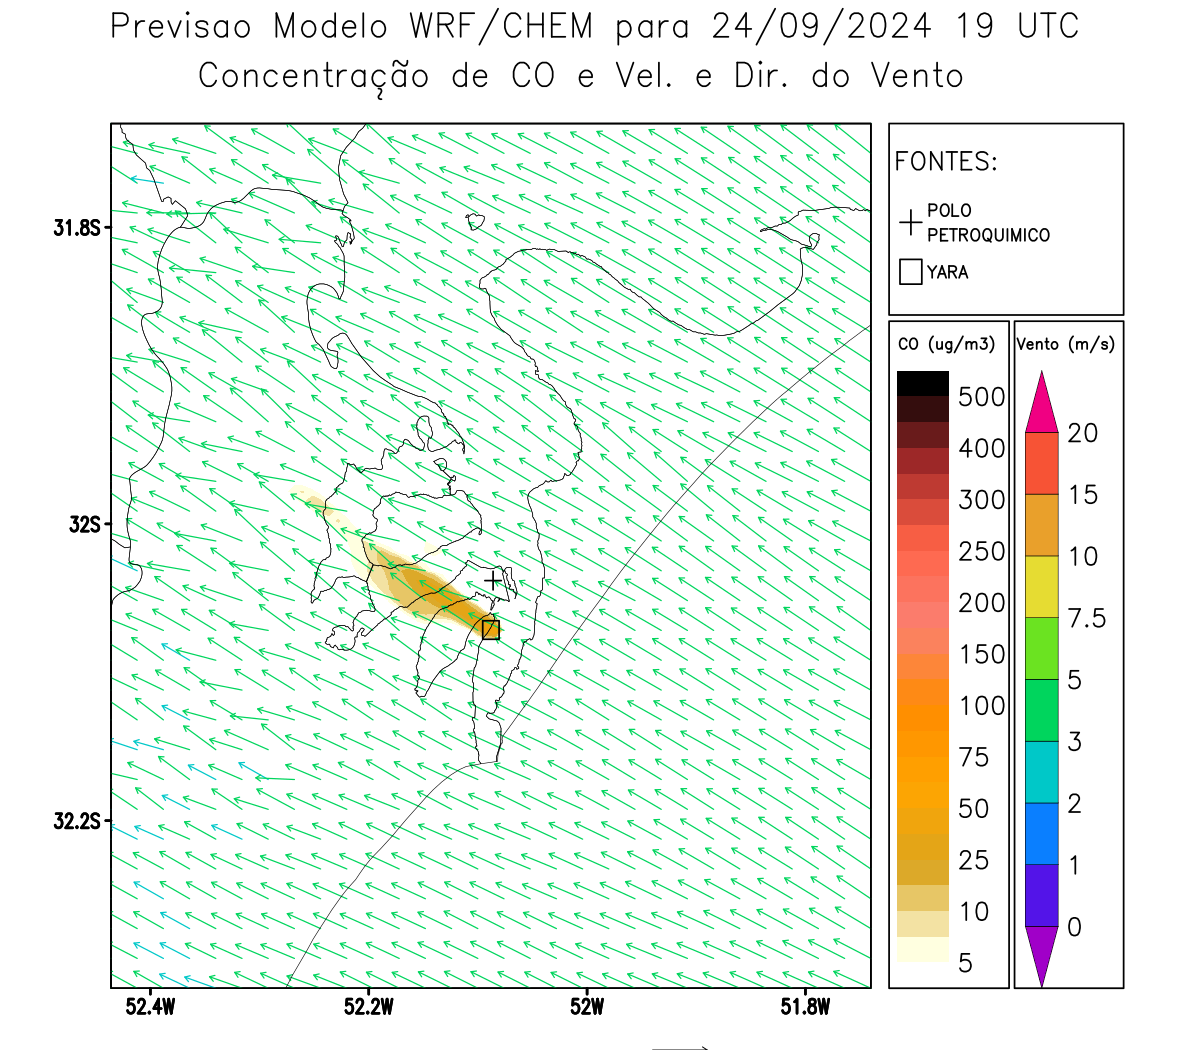 Previsao Modelo WRF/CHEM para 24/09/2024 19 UTC
Concentração de CO e Vel. e Dir. do Vento
FONTES:
POLO
PETROQUIMICO
YARA
31.8S
32S
32.2S
52.4W
52.2W
52W
51.8W
CO (ug/m3)
500
400
300
250
200
150
100
75
50
25
10
5
Vento (m/s)
20
15
10
7.5
5
3
2
1
0